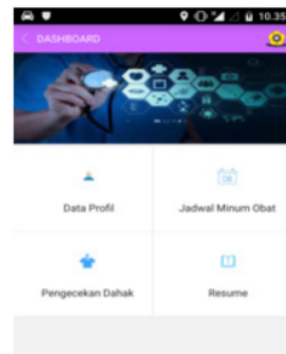 10.35
DASHBOARD
Data Profil
Jadwal Minum Obat
Pengecekan Dahak
Resume